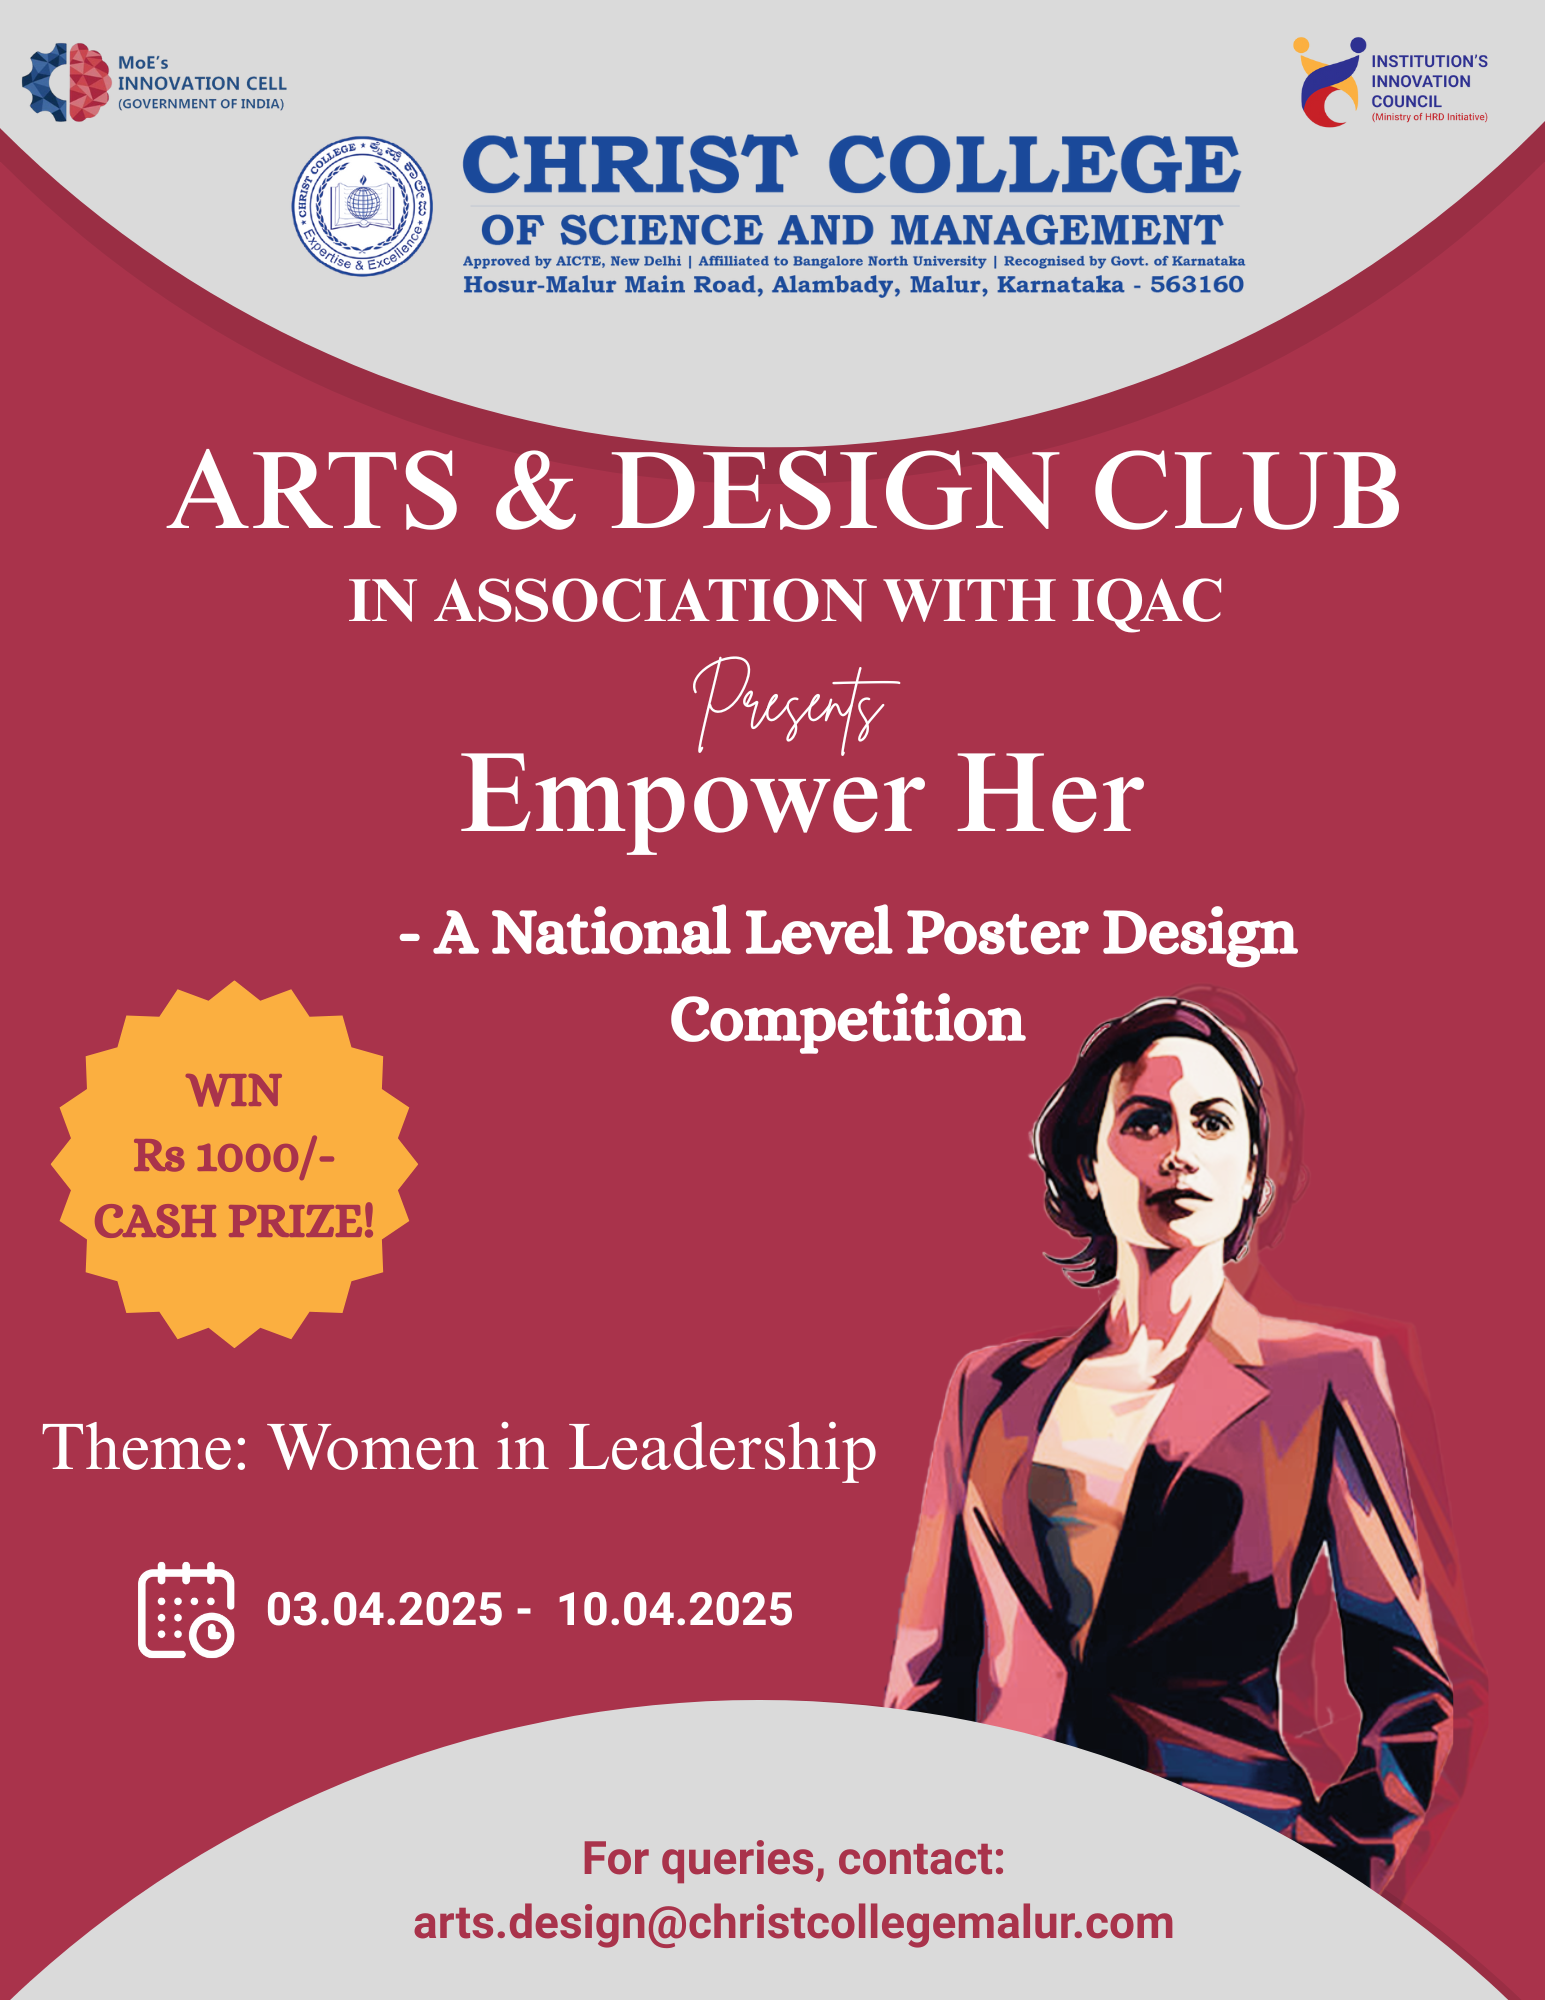 MoE's
INNOVATION CELL
(GOVERNMENT OF INDIA)
INSTITUTION'S
INNOVATION
COUNCIL
(Ministry of HRD Initiative)
CHRIST COLLEGE ★ ಕ್ರೈಸ್ಟ್ ಕಾಲೇಜು ★
Expertise & Excellence
CHRIST COLLEGE
OF SCIENCE AND MANAGEMENT
Approved by AICTE, New Delhi | Affilliated to Bangalore North University | Recognised by Govt. of Karnataka
Hosur-Malur Main Road, Alambady, Malur, Karnataka - 563160
ARTS & DESIGN CLUB
IN ASSOCIATION WITH IQAC
Presents
Empower Her
- A National Level Poster Design
Competition
WIN
Rs 1000/-
CASH PRIZE!
Theme: Women in Leadership
03.04.2025 - 10.04.2025
For queries, contact:
arts.design@christcollegemalur.com